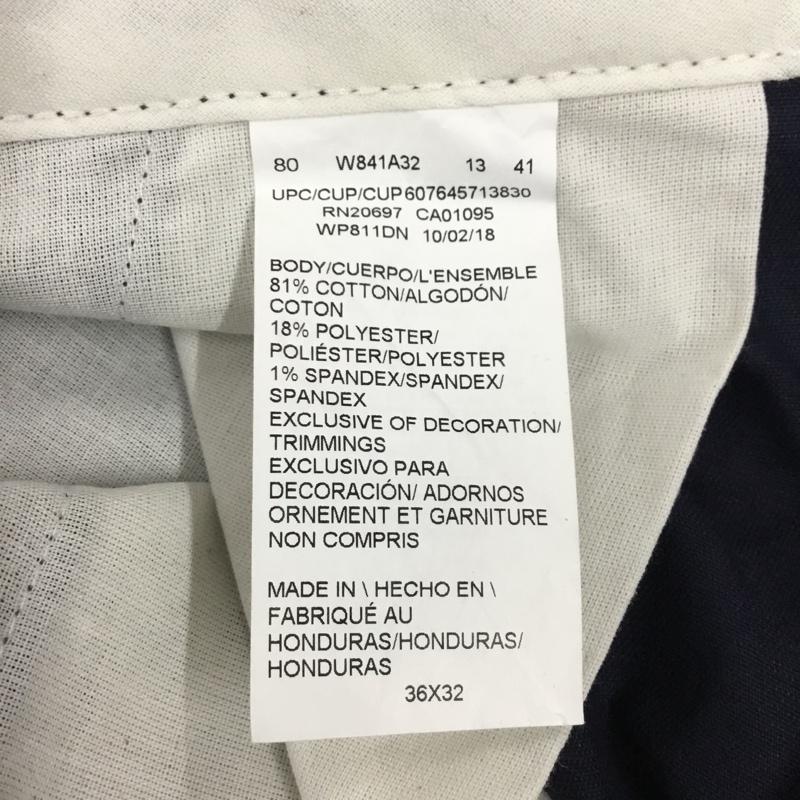 80 W841A32 13 41
UPC/CUP/CUP 607645713830
RN20697 CA01095
WP811DN 10/02/18
BODY/CUERPO/L'ENSEMBLE
81% COTTON/ALGODÓN/
COTON
18% POLYESTER/
POLIÉSTER/POLYESTER
1% SPANDEX/SPANDEX/
SPANDEX
EXCLUSIVE OF DECORATION/
TRIMMINGS
EXCLUSIVO PARA
DECORACIÓN/ ADORNOS
ORNEMENT ET GARNITURE
NON COMPRIS
MADE IN \ HECHO EN \
FABRIQUÉ AU
HONDURAS/HONDURAS/
HONDURAS
36X32